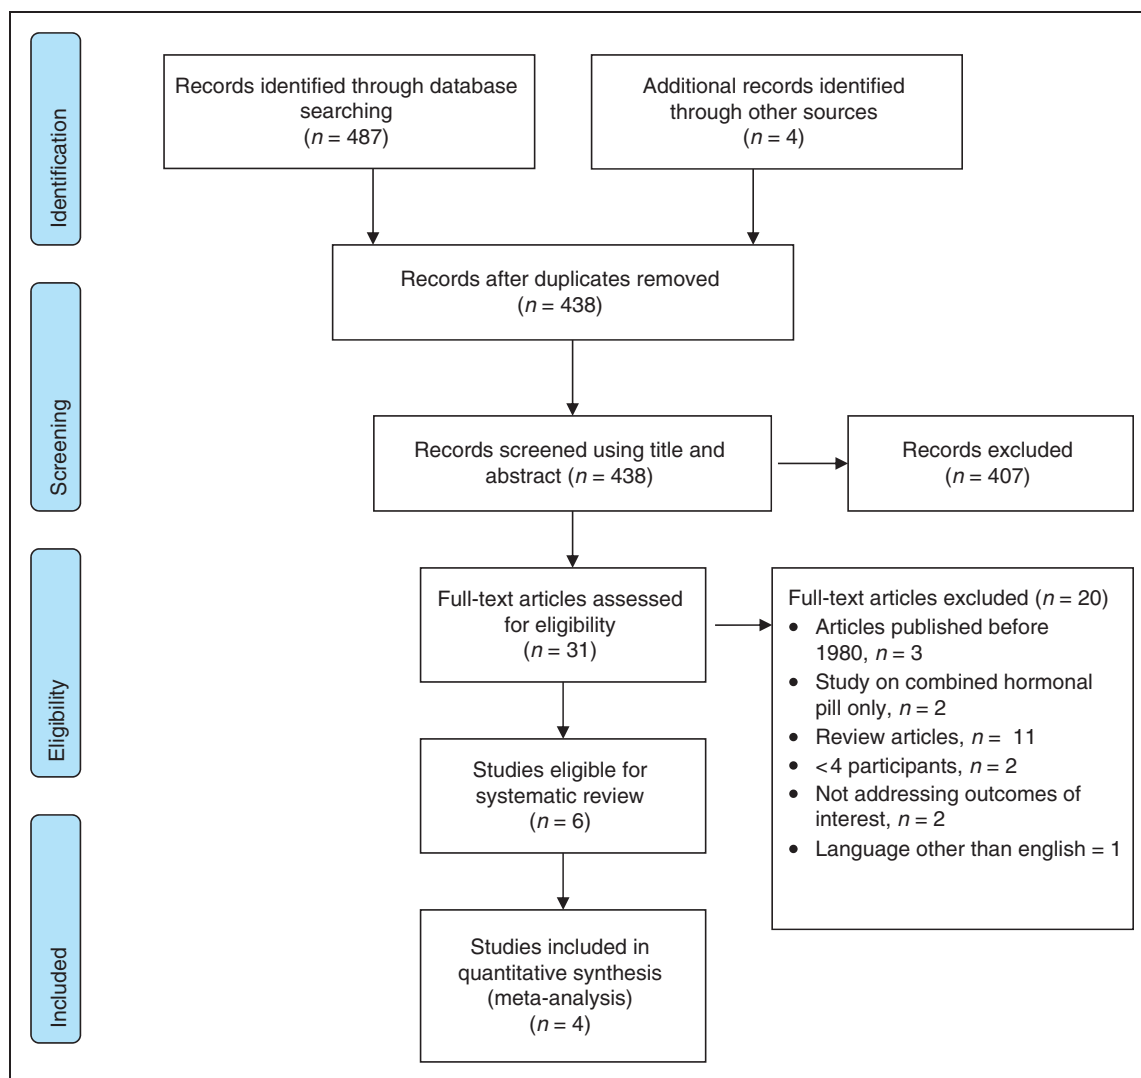 Identification
Records identified through database
searching
(n = 487)
Additional records identified
through other sources
(n = 4)
Records after duplicates removed
(n = 438)
Screening
Records screened using title and
abstract (n = 438)
Records excluded
(n = 407)
Eligibility
Full-text articles assessed
for eligibility
(n = 31)
Full-text articles excluded (n = 20)
• Articles published before
1980, n = 3
• Study on combined hormonal
pill only, n = 2
• Review articles, n = 11
• <4 participants, n = 2
• Not addressing outcomes of
interest, n = 2
• Language other than english = 1
Studies eligible for
systematic review
(n = 6)
Included
Studies included in
quantitative synthesis
(meta-analysis)
(n = 4)